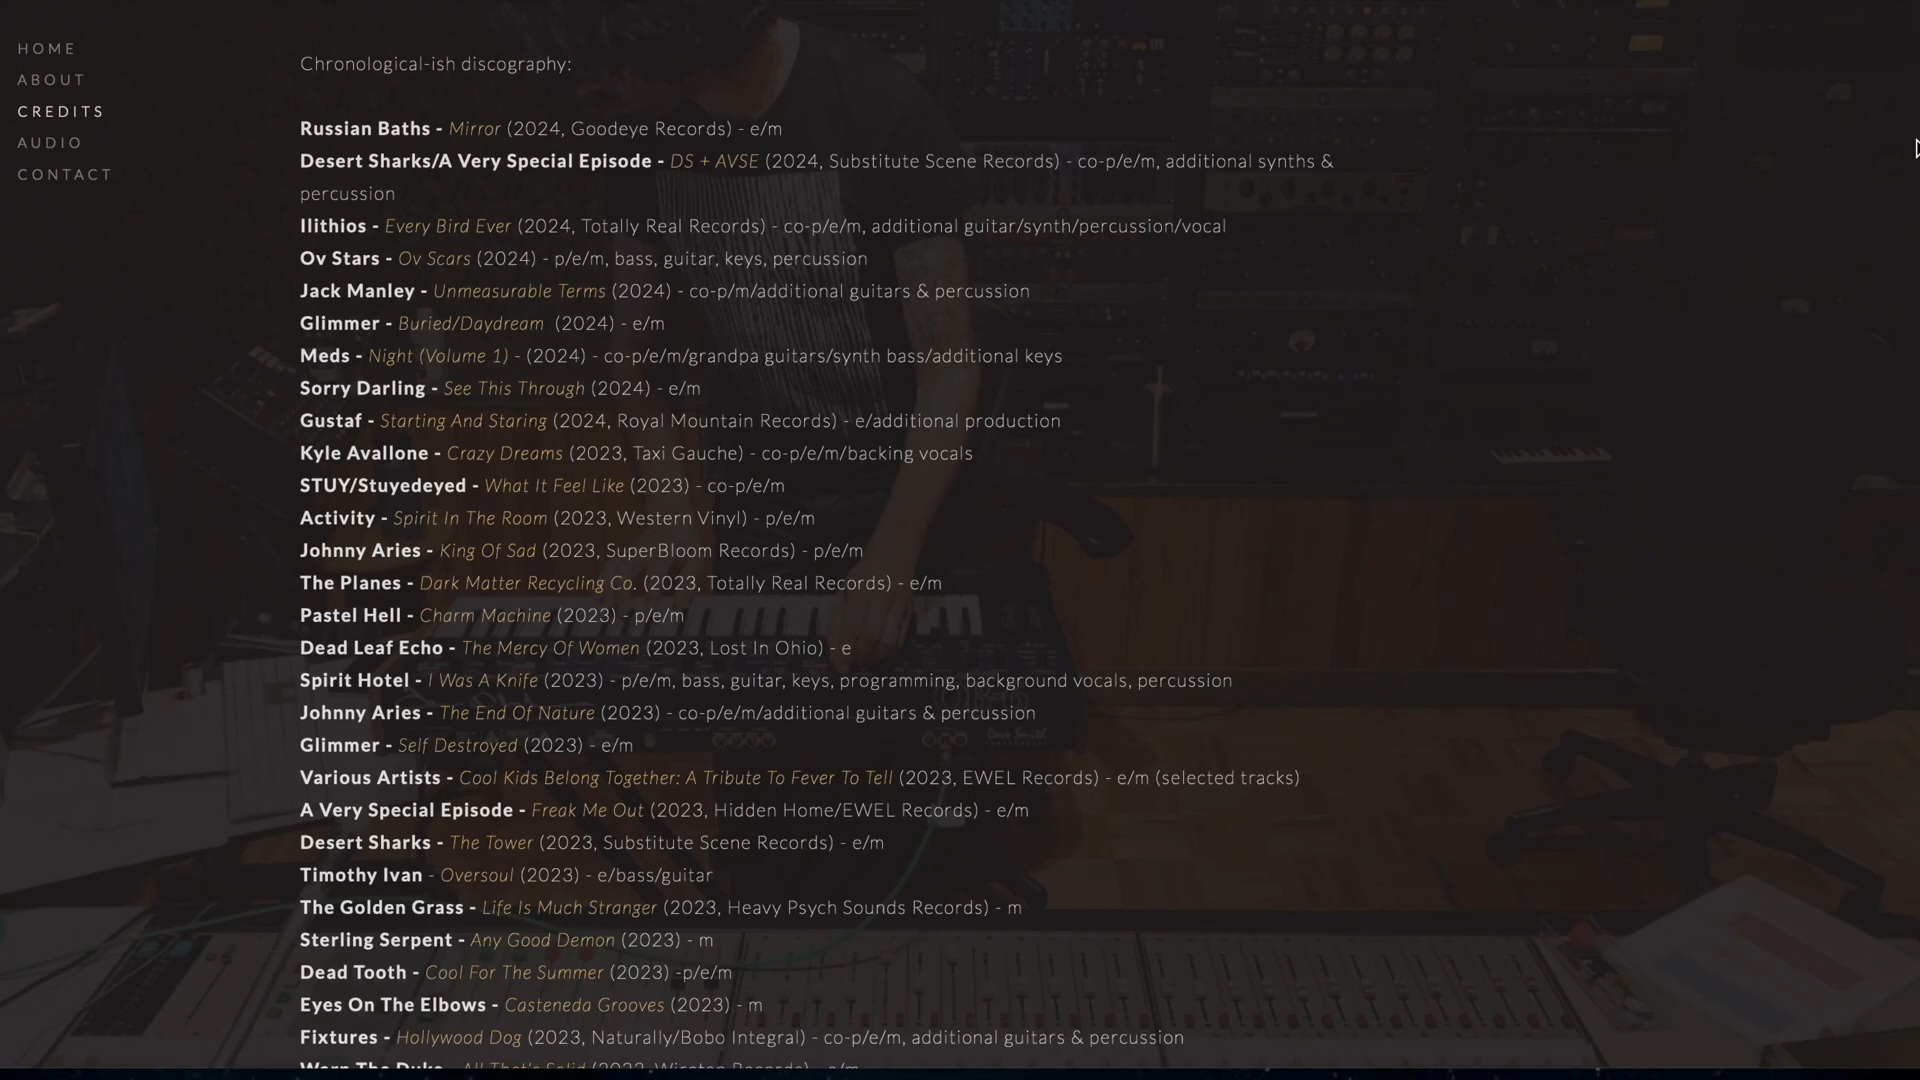 HOME
ABOUT
CREDITS
AUDIO
CONTACT
Chronological-ish discography:
Russian Baths - Mirror (2024, Goodeye Records) - e/m
Desert Sharks/A Very Special Episode - DS + AVSE (2024, Substitute Scene Records) - co-p/e/m, additional synths &
percussion
Ilithios - Every Bird Ever (2024, Totally Real Records) - co-p/e/m, additional guitar/synth/percussion/vocal
Ov Stars - Ov Scars (2024) - p/e/m, bass, guitar, keys, percussion
Jack Manley - Unmeasurable Terms (2024) - co-p/m/additional guitars & percussion
Glimmer - Buried/Daydream (2024) - e/m
Meds - Night (Volume 1) - (2024) - co-p/e/m/grandpa guitars/synth bass/additional keys
Sorry Darling - See This Through (2024) - e/m
Gustaf - Starting And Staring (2024, Royal Mountain Records) - e/additional production
Kyle Avallone - Crazy Dreams (2023, Taxi Gauche) - co-p/e/m/backing vocals
STUY/Stuyedeyed - What It Feel Like (2023) - co-p/e/m
Activity - Spirit In The Room (2023, Western Vinyl) - p/e/m
Johnny Aries - King Of Sad (2023, SuperBloom Records) - p/e/m
The Planes - Dark Matter Recycling Co. (2023, Totally Real Records) - e/m
Pastel Hell - Charm Machine (2023) - p/e/m
Dead Leaf Echo - The Mercy Of Women (2023, Lost In Ohio) - e
Spirit Hotel - I Was A Knife (2023) - p/e/m, bass, guitar, keys, programming, background vocals, percussion
Johnny Aries - The End Of Nature (2023) - co-p/e/m/additional guitars & percussion
Glimmer - Self Destroyed (2023) - e/m
Various Artists - Cool Kids Belong Together: A Tribute To Fever To Tell (2023, EWEL Records) - e/m (selected tracks)
A Very Special Episode - Freak Me Out (2023, Hidden Home/EWEL Records) - e/m
Desert Sharks - The Tower (2023, Substitute Scene Records) - e/m
Timothy Ivan - Oversoul (2023) - e/bass/guitar
The Golden Grass - Life Is Much Stranger (2023, Heavy Psych Sounds Records) - m
Sterling Serpent - Any Good Demon (2023) - m
Dead Tooth - Cool For The Summer (2023) -p/e/m
Eyes On The Elbows - Casteneda Grooves (2023) - m
Fixtures - Hollywood Dog (2023, Naturally/Bobo Integral) - co-p/e/m, additional guitars & percussion